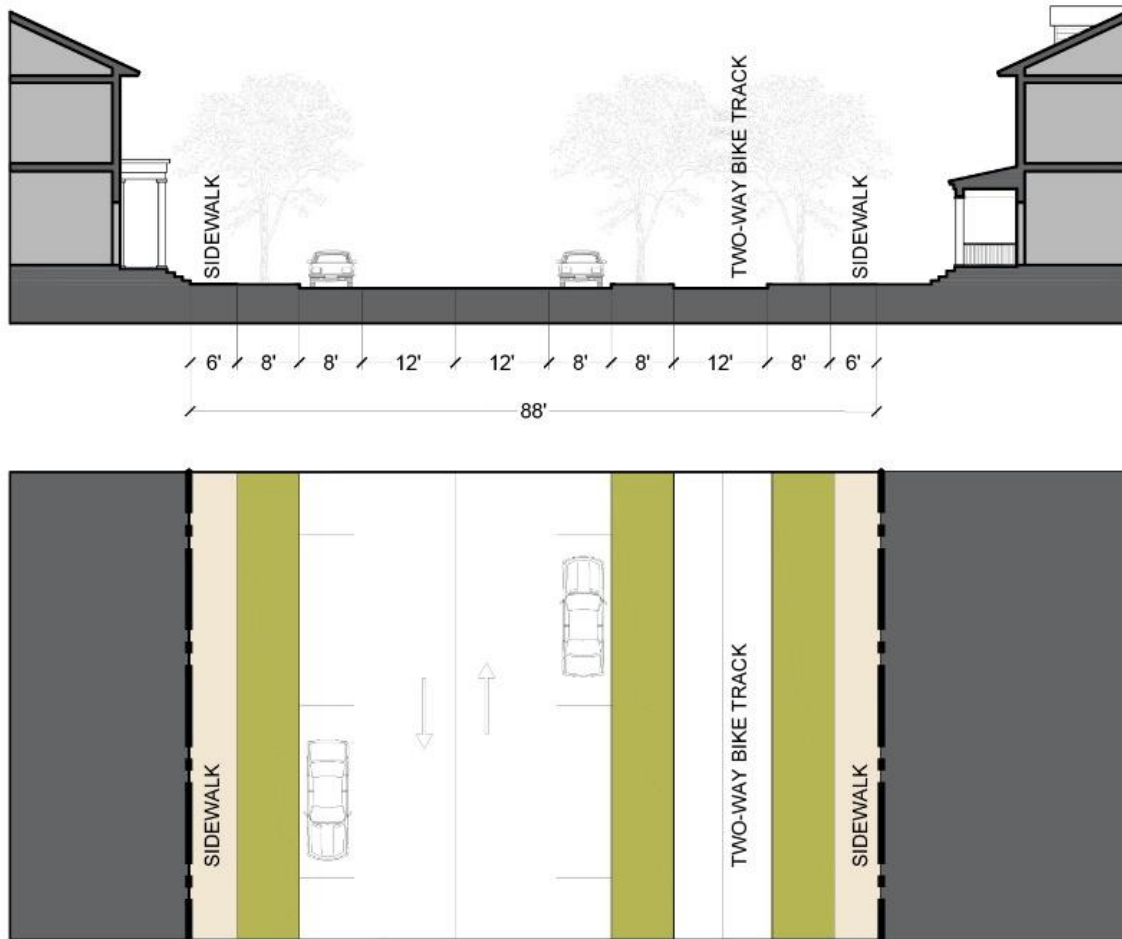 SIDEWALK
TWO-WAY BIKE TRACK
SIDEWALK
6' 8' 8' 12' 12' 8' 8' 12' 8' 6'
88'
SIDEWALK
TWO-WAY BIKE TRACK
SIDEWALK